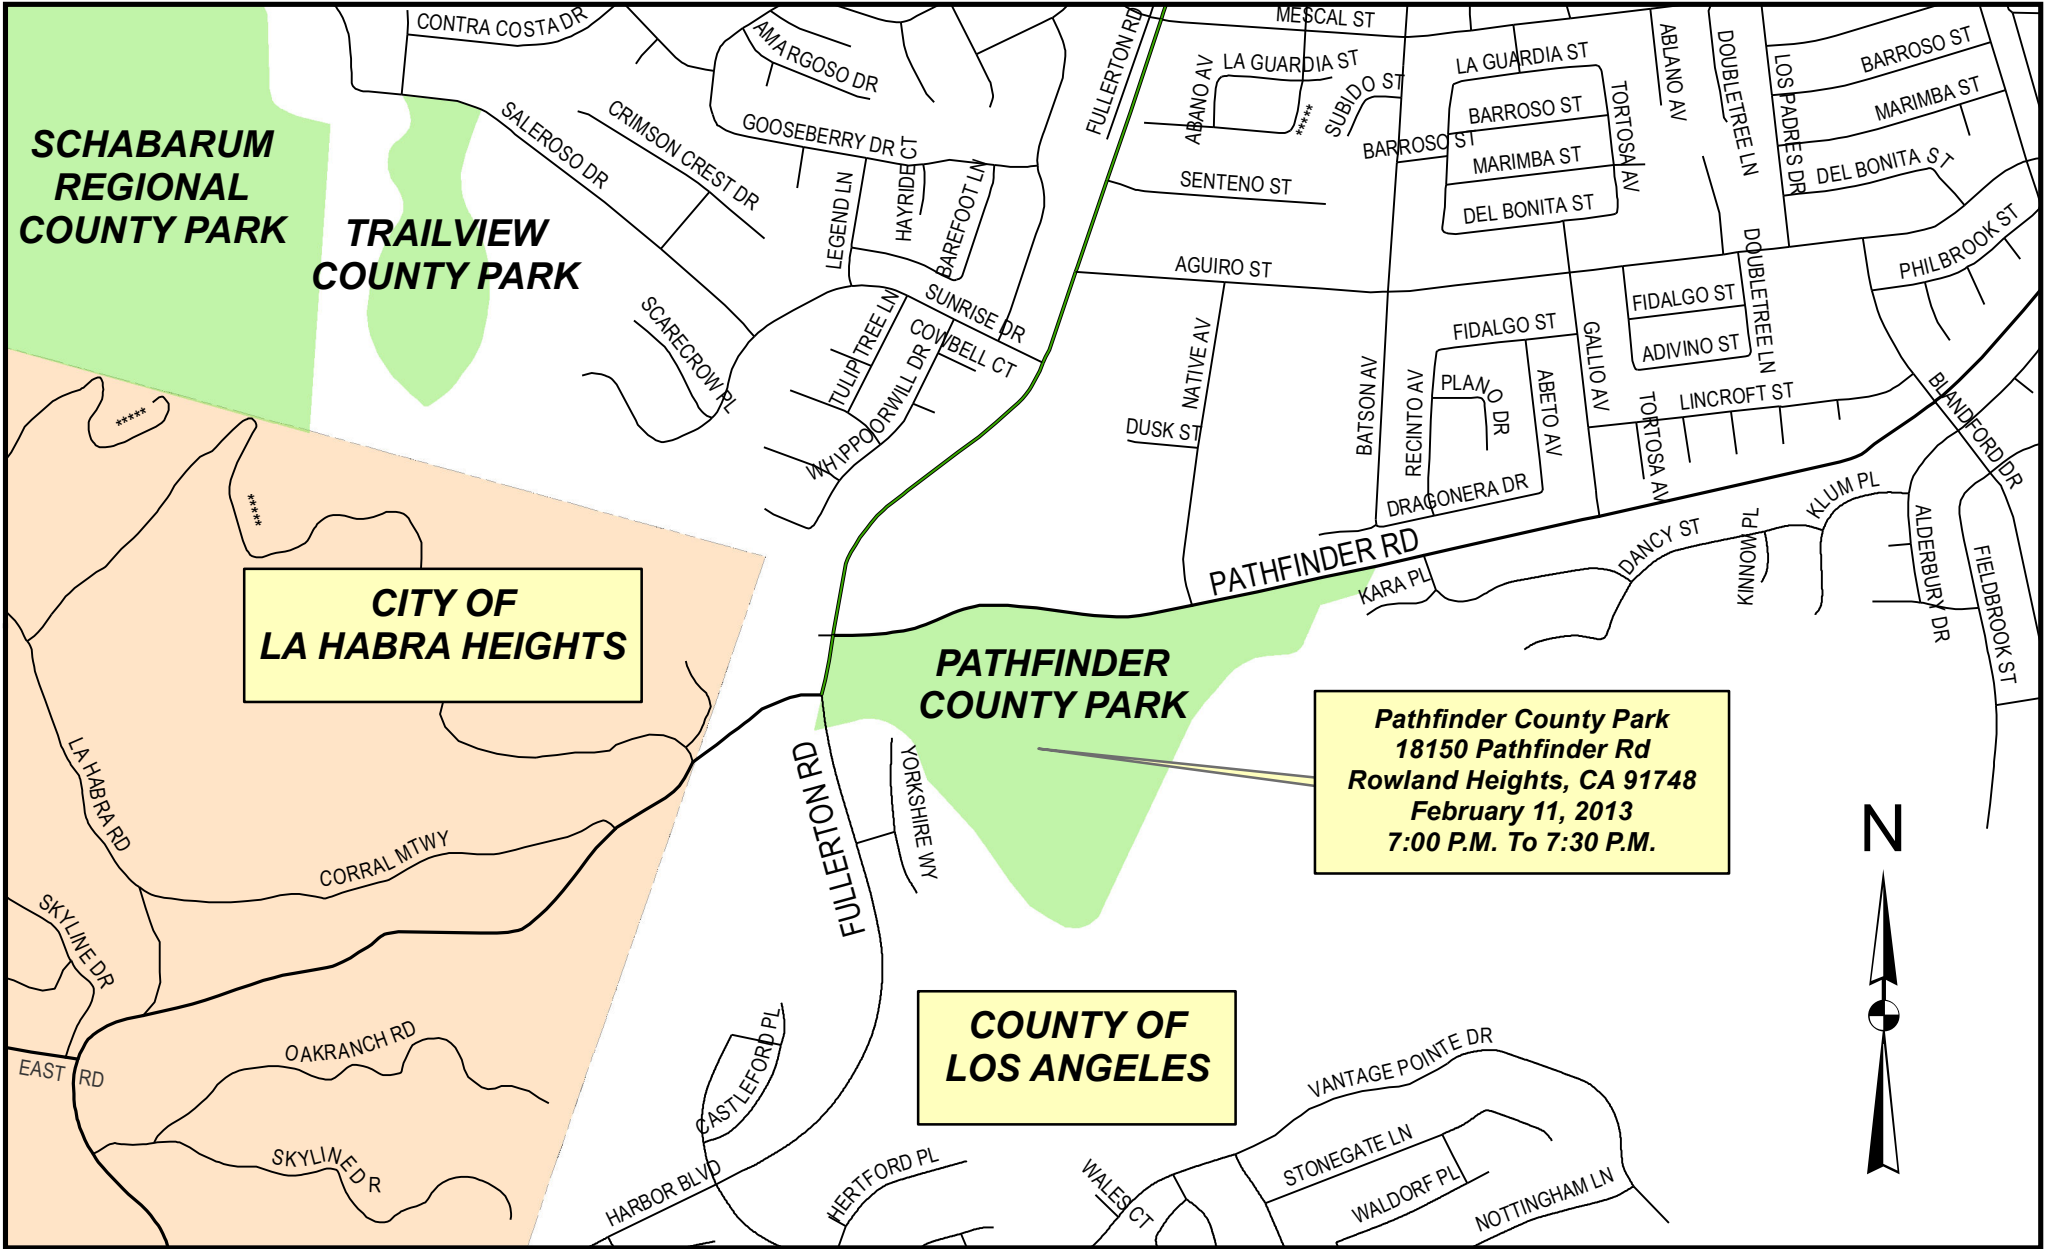 CONTRA COSTA DR
AMARGOSO DR
FULLERTON RD
MESCAL ST
LA GUARDIA ST
ABANO AV
SUBIDO ST
*****
LA GUARDIA ST
BARROSO ST
BARROSO ST
MARIMBA ST
DEL BONITA ST
TORTOSA AV
ABLANO AV
DOUBLETREE LN
LOS PADRES DR
BARROSO ST
MARIMBA ST
DEL BONITA ST
PHILBROOK ST
SCHABARUM
REGIONAL
COUNTY PARK
TRAILVIEW
COUNTY PARK
SALEROSO DR
CRIMSON CREST DR
GOOSEBERRY DR
LEGEND LN
HAYRIDE CT
BAREFOOT LN
SENTENO ST
AGUIRO ST
SUNRISE DR
COWBELL CT
TULIP TREE LN
WHIPPOORWILL DR
SCARECROW PL
NATIVE AV
DUSK ST
BATSON AV
RECINTO AV
PLANO DR
FIDALGO ST
ABETO AV
DRAGONERA DR
GALLIO AV
FIDALGO ST
ADIVINO ST
DOUBLETREE LN
LINCROFT ST
TORTOSA AV
BLANDFORD DR
*****
*****
PATHFINDER RD
KARA PL
DANCY ST
KINMON PL
KLUM PL
ALDERBURY DR
FIELDBROOK ST
CITY OF
LA HABRA HEIGHTS
PATHFINDER
COUNTY PARK
Pathfinder County Park
18150 Pathfinder Rd
Rowland Heights, CA 91748
February 11, 2013
7:00 P.M. To 7:30 P.M.
LA HABRA RD
CORRAL MTWY
FULLERTON RD
YORKSHIRE WY
N
SKYLINE DR
EAST RD
OAKRANCH RD
SKYLINE DR
COUNTY OF
LOS ANGELES
CASTLEFORD PL
HARBOR BLVD
HERTFORD PL
WALES CT
VANTAGE POINTE DR
STONEGATE LN
WALDORF PL
NOTTINGHAM LN